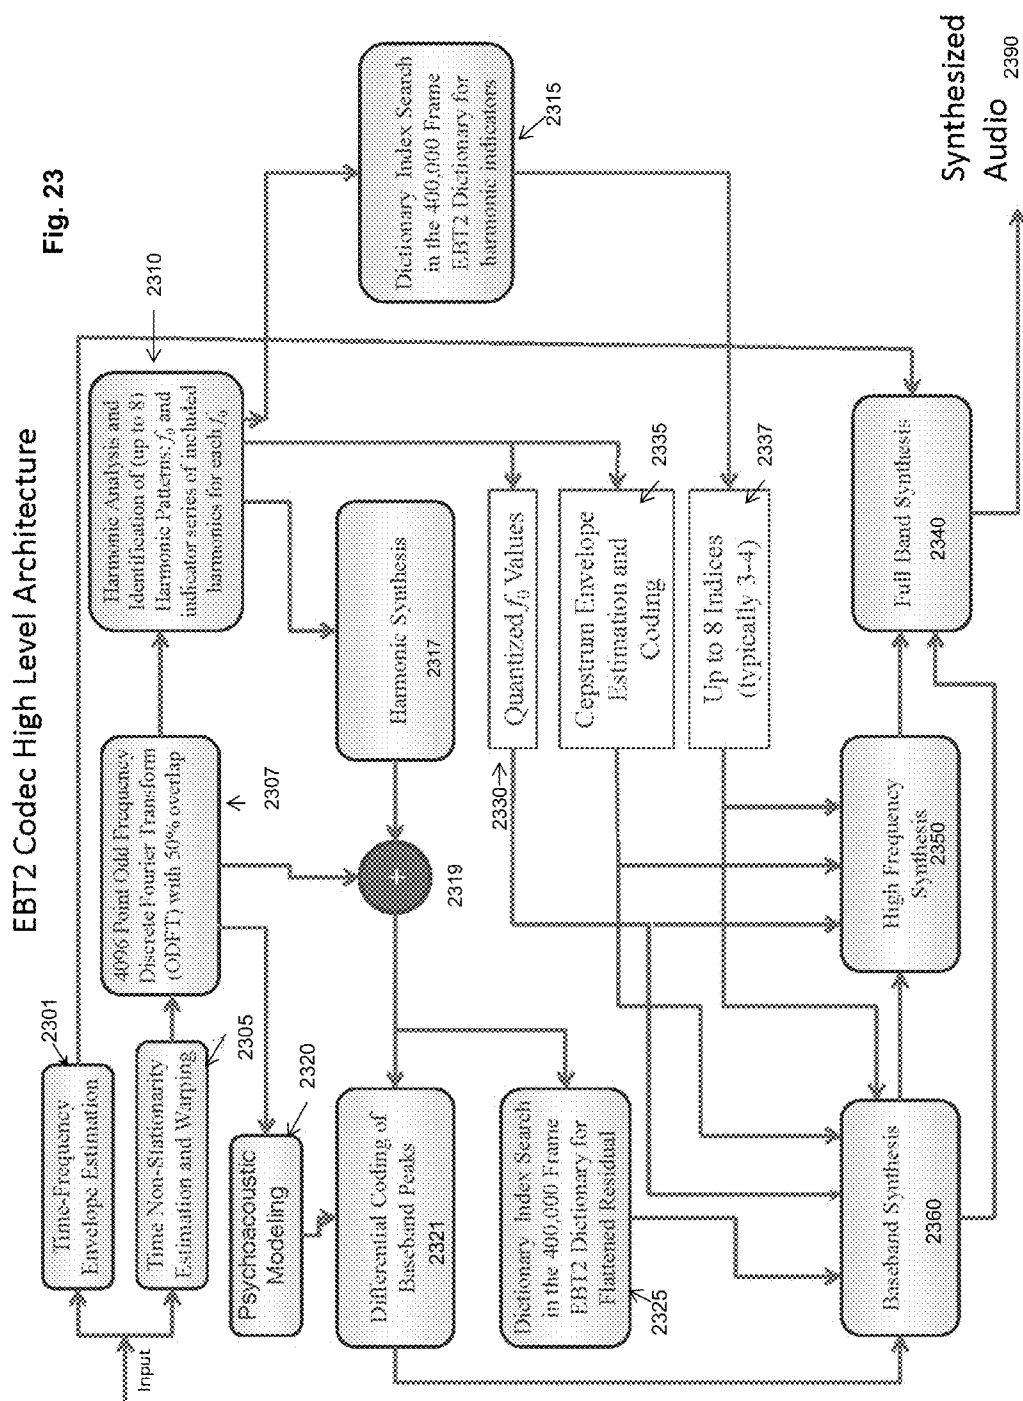 EBT2 Codec High Level Architecture
Fig. 23
Input
Time-Frequency
Envelope Estimation
2301
Time Non-Stationarity
Estimation and Warping
2305
4096 Point Odd Frequency
Discrete Fourier Transform
(ODFT) with 50% overlap
2307
Harmonic Analysis and
Identification of (up to 8)
Harmonic Patterns: f0 and
indicator series of included
harmonics for each f0
2310
Dictionary Index Search
in the 400,000 Frame
EBT2 Dictionary for
harmonic indicators
2315
Psychoacoustic
Modeling
2320
Harmonic Synthesis
2317
+
2319
Differential Coding of
Baseband Peaks
2321
Dictionary Index Search
in the 400,000 Frame
EBT2 Dictionary for
Flattened Residual
2325
Quantized f0 Values
2330
Cepstrum Envelope
Estimation and
Coding
2335
Up to 8 Indices
(typically 3-4)
2337
Baseband Synthesis
2360
High Frequency
Synthesis
2350
Full Band Synthesis
2340
Synthesized
Audio
2390